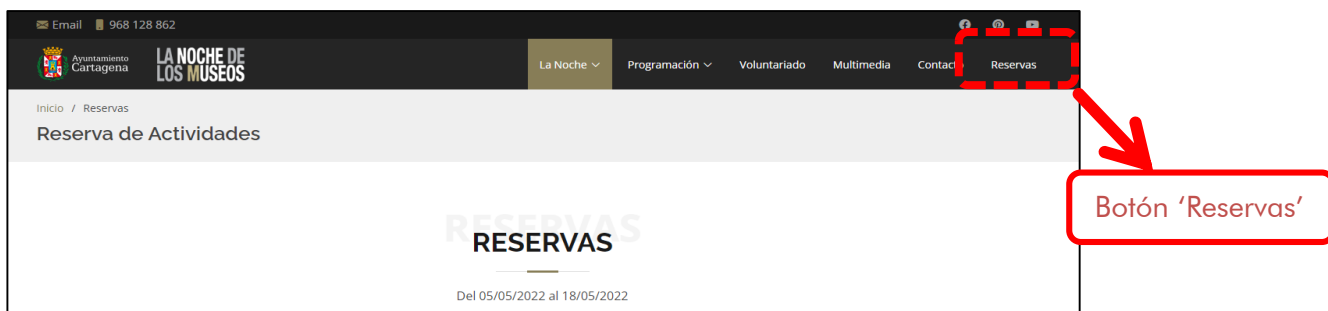 Email 968 128 862
Ayuntamiento
Cartagena
LA NOCHE DE
LOS MUSEOS
La Noche Programación Voluntariado Multimedia Contacto Reservas
Inicio / Reservas
Reserva de Actividades
Botón ‘Reservas’
RESERVAS
RESERVAS
Del 05/05/2022 al 18/05/2022